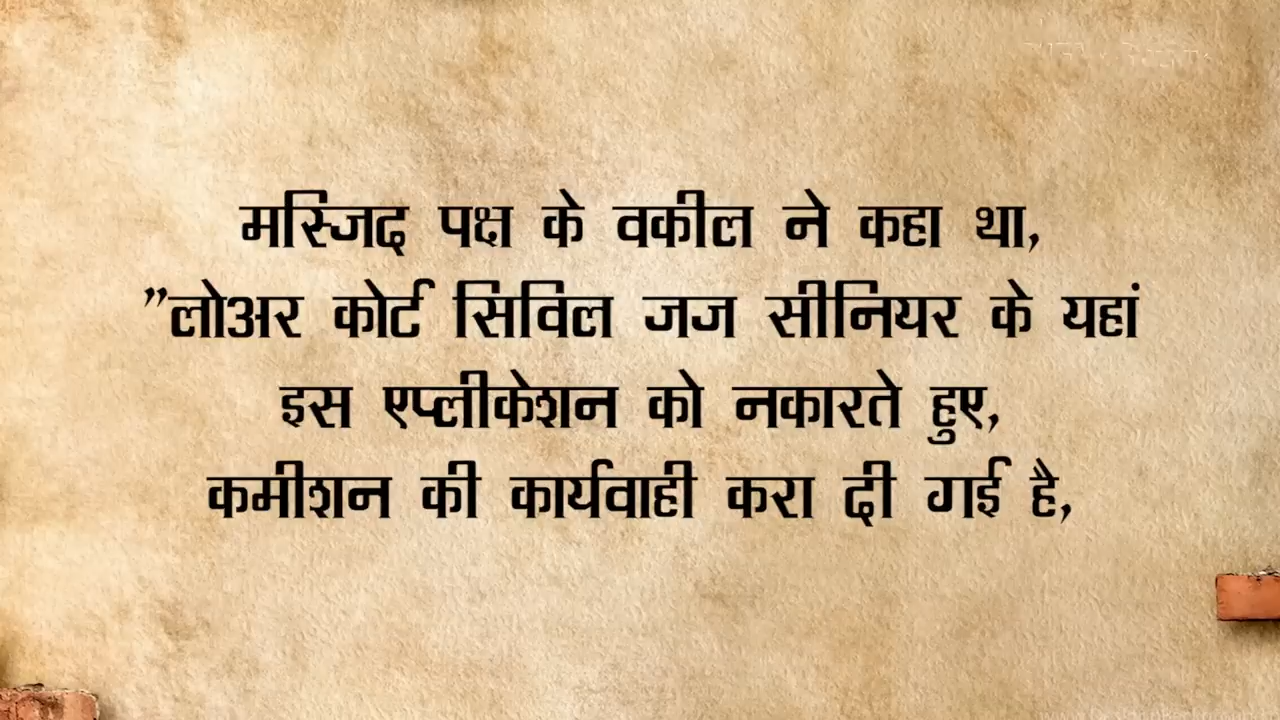 मस्जिद पक्ष के वकील ने कहा था,
"लोअर कोर्ट सिविल जज सीनियर के यहां
इस एप्लीकेशन को नकारते हुए,
कमीशन की कार्यवाही करा दी गई है,